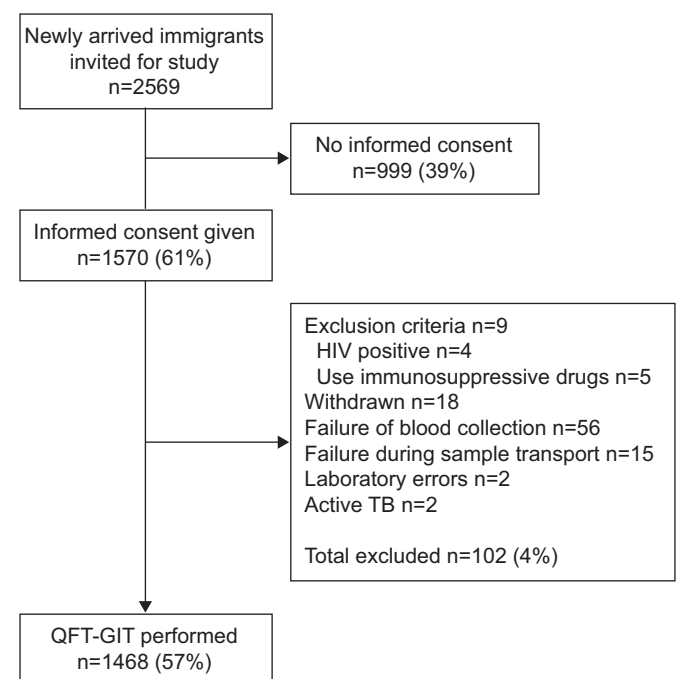 Newly arrived immigrants
invited for study
n=2569
No informed consent
n=999 (39%)
Informed consent given
n=1570 (61%)
Exclusion criteria n=9
HIV positive n=4
Use immunosuppressive drugs n=5
Withdrawn n=18
Failure of blood collection n=56
Failure during sample transport n=15
Laboratory errors n=2
Active TB n=2
Total excluded n=102 (4%)
QFT-GIT performed
n=1468 (57%)